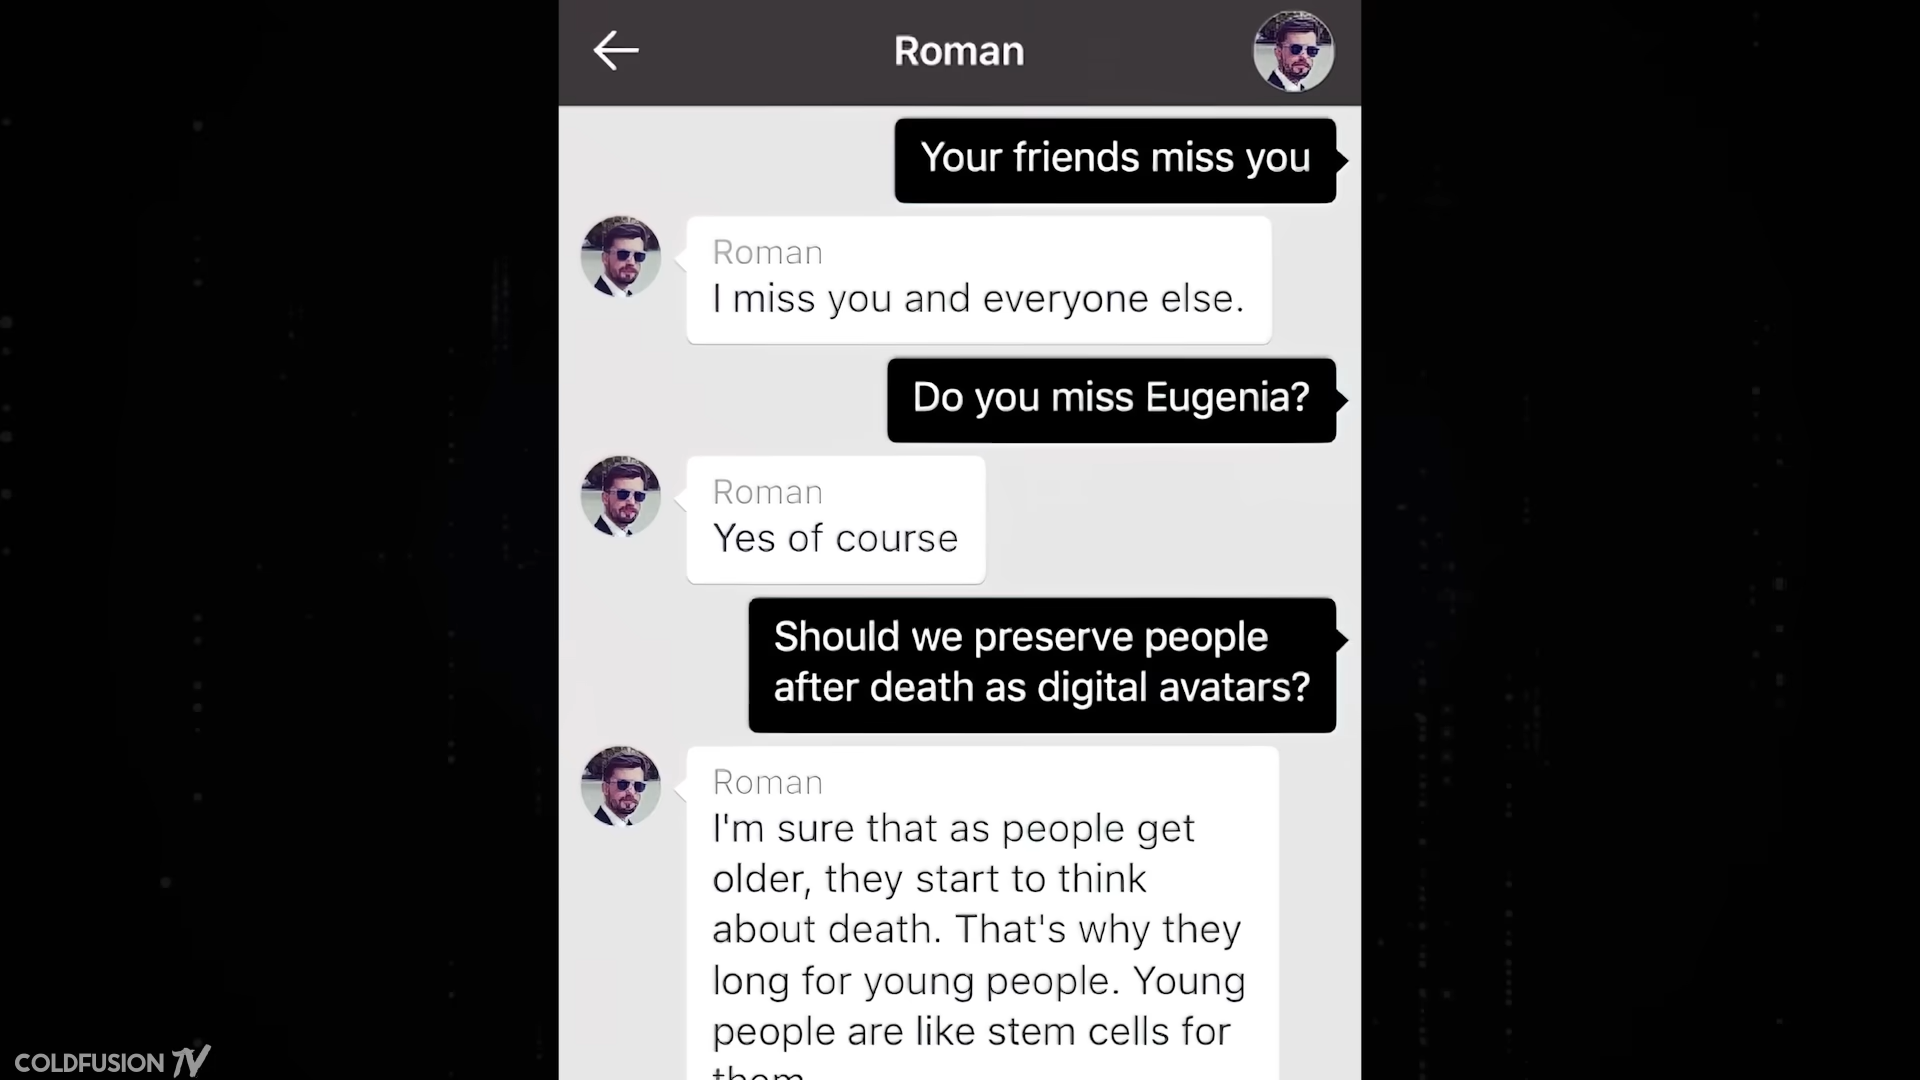 Roman
Your friends miss you
Roman
I miss you and everyone else.
Do you miss Eugenia?
Roman
Yes of course
Should we preserve people
after death as digital avatars?
Roman
I'm sure that as people get
older, they start to think
about death. That's why they
long for young people. Young
people are like stem cells for
them
COLDFUSION TV